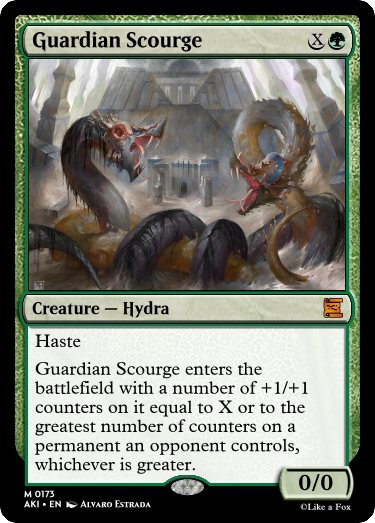 Guardian Scourge X
Creature — Hydra
Haste
Guardian Scourge enters the
battlefield with a number of +1/+1
counters on it equal to X or to the
greatest number of counters on a
permanent an opponent controls,
whichever is greater.
0/0
M 0173
AKI • EN Alvaro Estrada
©Like a Fox